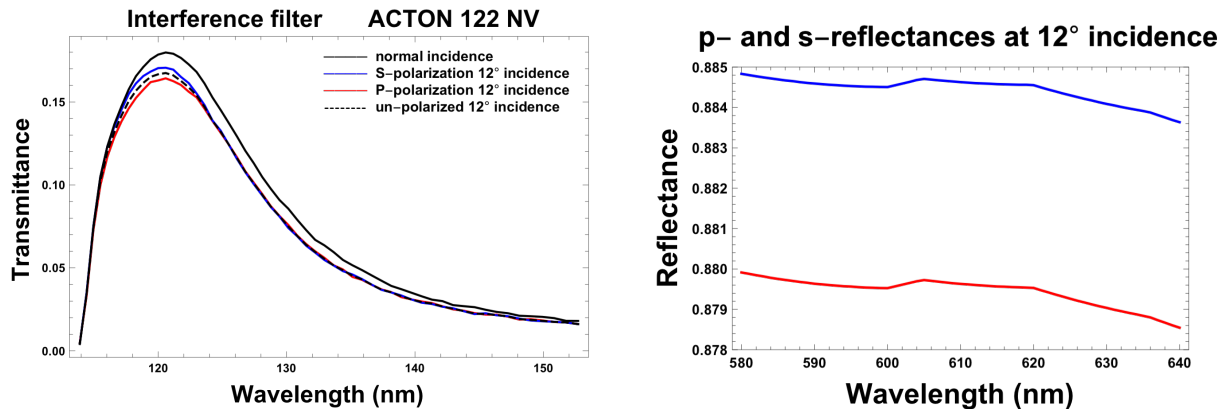 Interference filter ACTON 122 NV
normal incidence
S-polarization 12° incidence
P-polarization 12° incidence
un-polarized 12° incidence
Transmittance
0.15
0.10
0.05
0.00
120 130 140 150
Wavelength (nm)
p- and s-reflectances at 12° incidence
Reflectance
0.885
0.884
0.883
0.882
0.881
0.880
0.879
0.878
580 590 600 610 620 630 640
Wavelength (nm)